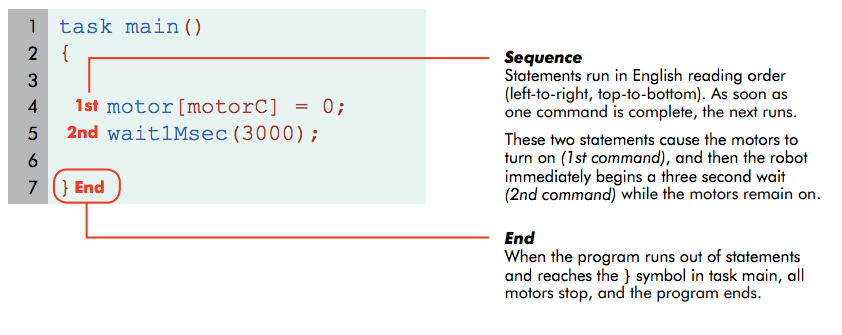 1 task main()
2 {
3
4 1st motor[motorC] = 0;
5 2nd wait1Msec(3000);
6
7 } End
Sequence
Statements run in English reading order
(left-to-right, top-to-bottom). As soon as
one command is complete, the next runs.
These two statements cause the motors to
turn on (1st command), and then the robot
immediately begins a three second wait
(2nd command) while the motors remain on.
End
When the program runs out of statements
and reaches the } symbol in task main, all
motors stop, and the program ends.